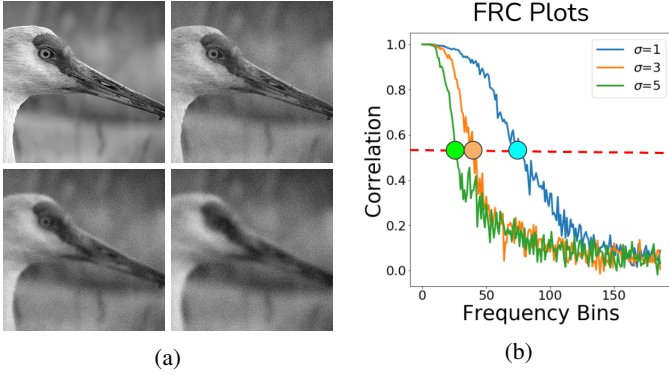 FRC Plots
σ=1
σ=3
σ=5
1.0
0.8
0.6
0.4
0.2
0.0
Correlation
0
50
100
150
Frequency Bins
(a)
(b)